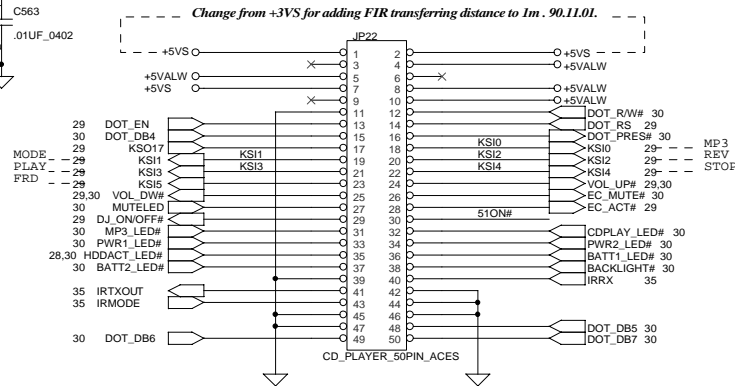 C563
.01UF_0402
Change from +3VS for adding FIR transferring distance to 1m . 90.11.01.
JP22
+5VS 1 2 +5VS
3 4 +5VALW
+5VALW 5 6
+5VS 7 8 +5VALW
9 10 +5VALW
11 12 DOT_R/W# 30
29 DOT_EN 13 14 DOT_RS 29
30 DOT_DB4 15 16 DOT_PRES# 30
29 KSO17 17 18 KSI0 KSI0 29 MP3
MODE 29 KSI1 KSI1 19 20 KSI2 KSI2 29 REV
PLAY 29 KSI3 KSI3 21 22 KSI4 KSI4 29 STOP
FRD 29 KSI5 23 24 VOL_UP# 29,30
29,30 VOL_DW# 25 26 EC_MUTE# 30
30 MUTELED 27 28 EC_ACT# 29
29 DJ_ON/OFF# 29 30 51ON#
30 MP3_LED# 31 32 CDPLAY_LED# 30
30 PWR1_LED# 33 34 PWR2_LED# 30
28,30 HDDACT_LED# 35 36 BATT1_LED# 30
30 BATT2_LED# 37 38 BACKLIGHT# 30
39 40 IRRX 35
35 IRTXOUT 41 42
35 IRMODE 43 44
45 46
47 48 DOT_DB5 30
30 DOT_DB6 49 50 DOT_DB7 30
CD_PLAYER_50PIN_ACES